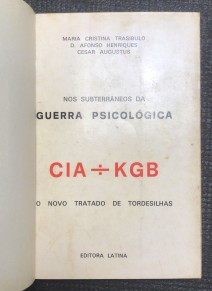 MARIA CRISTINA TRASIBULO
D. AFONSO HENRIQUES
CESAR AUGUSTUS
NOS SUBTERRÂNEOS DA
GUERRA PSICOLÓGICA
CIA÷KGB
O NOVO TRATADO DE TORDESILHAS
EDITORA LATINA